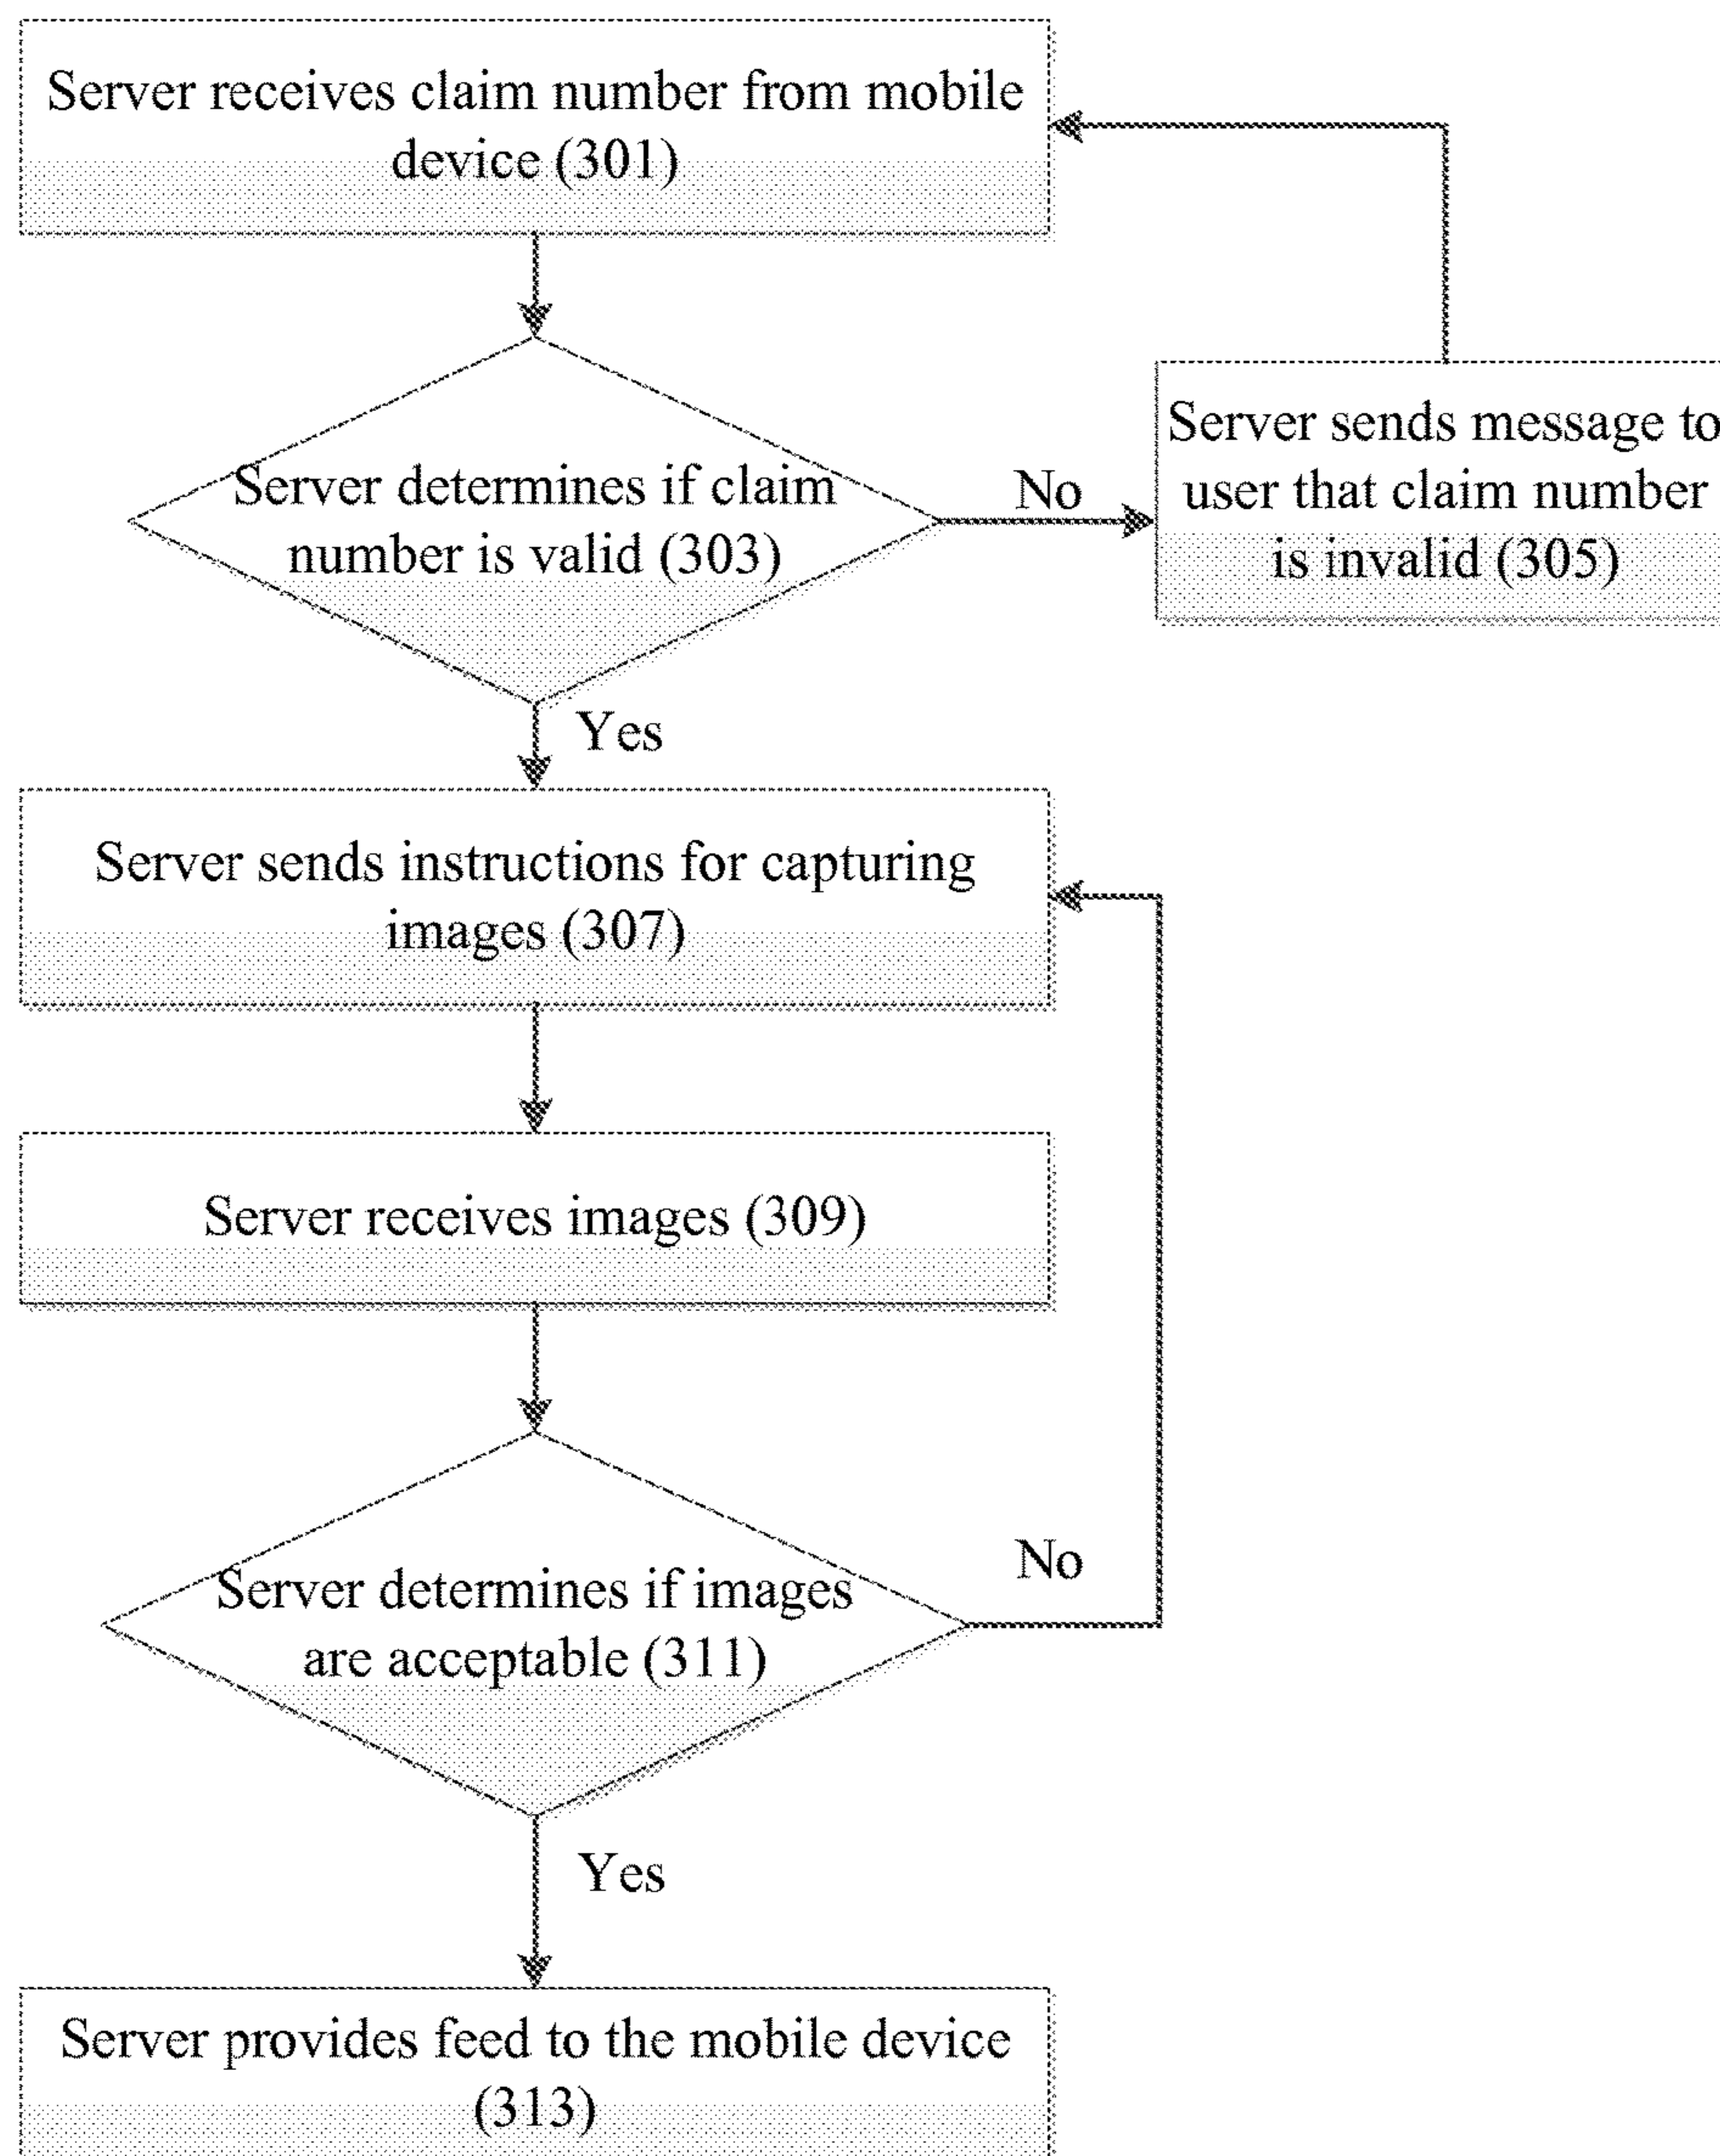 Server receives claim number from mobile
device (301)
Server determines if claim
number is valid (303)
No
Server sends message to
user that claim number
is invalid (305)
Yes
Server sends instructions for capturing
images (307)
Server receives images (309)
Server determines if images
are acceptable (311)
No
Yes
Server provides feed to the mobile device
(313)